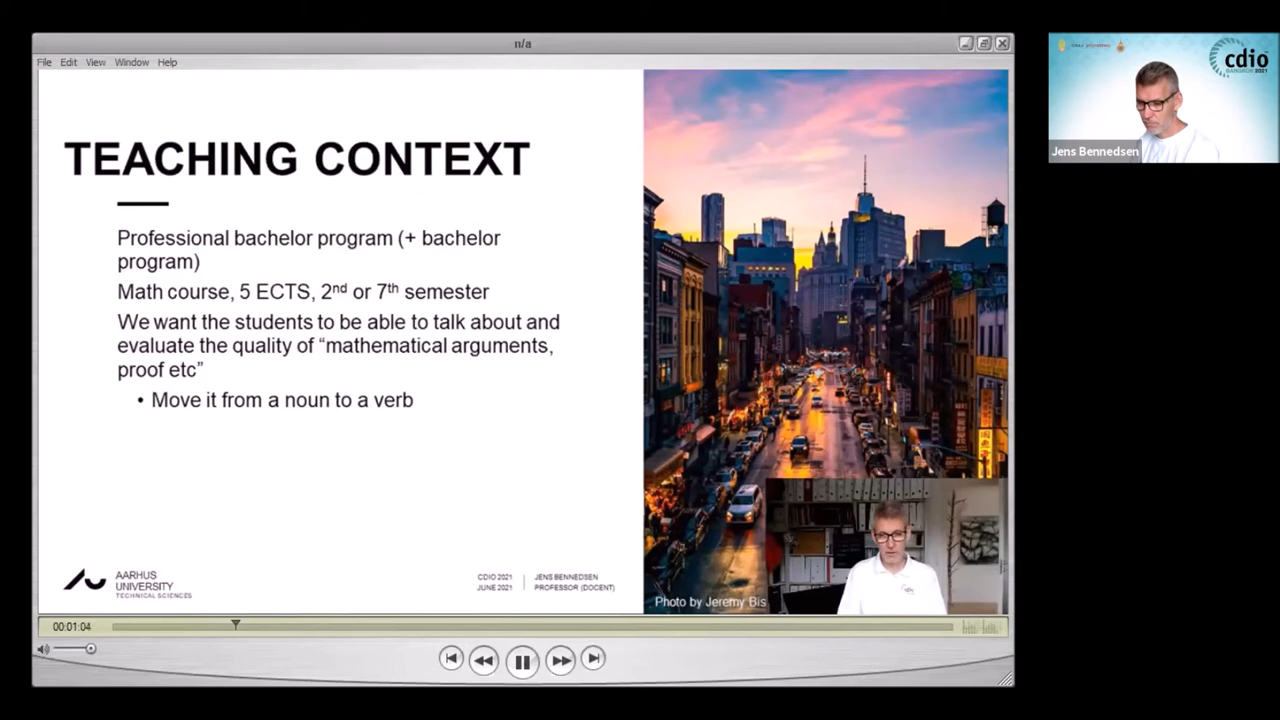 n/a
File Edit View Window Help
TEACHING CONTEXT
Professional bachelor program (+ bachelor
program)
Math course, 5 ECTS, 2nd or 7th semester
We want the students to be able to talk about and
evaluate the quality of “mathematical arguments,
proof etc”
• Move it from a noun to a verb
AARHUS
UNIVERSITY
TECHNICAL SCIENCES
CDIO 2021
JUNE 2021
JENS BENNEDSEN
PROFESSOR (DOCENT)
Photo by Jeremy Bis
00:01:04
cdio
BANGKOK 2021
Jens Bennedsen